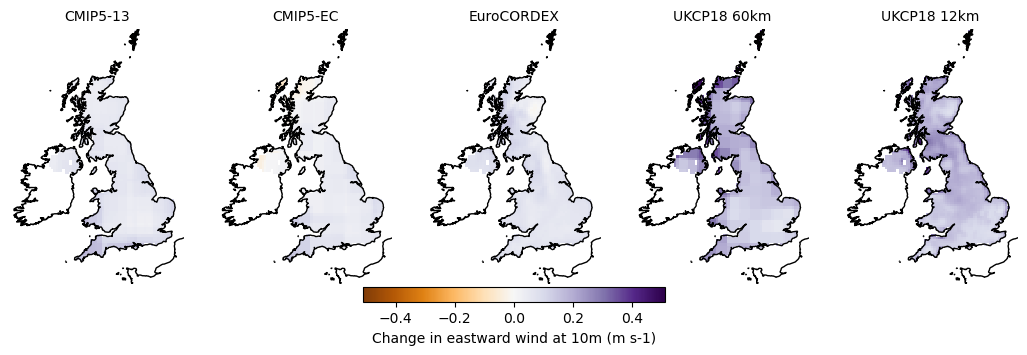 CMIP5-13 CMIP5-EC EuroCORDEX UKCP18 60km UKCP18 12km
−0.4 −0.2 0.0 0.2 0.4
Change in eastward wind at 10m (m s-1)